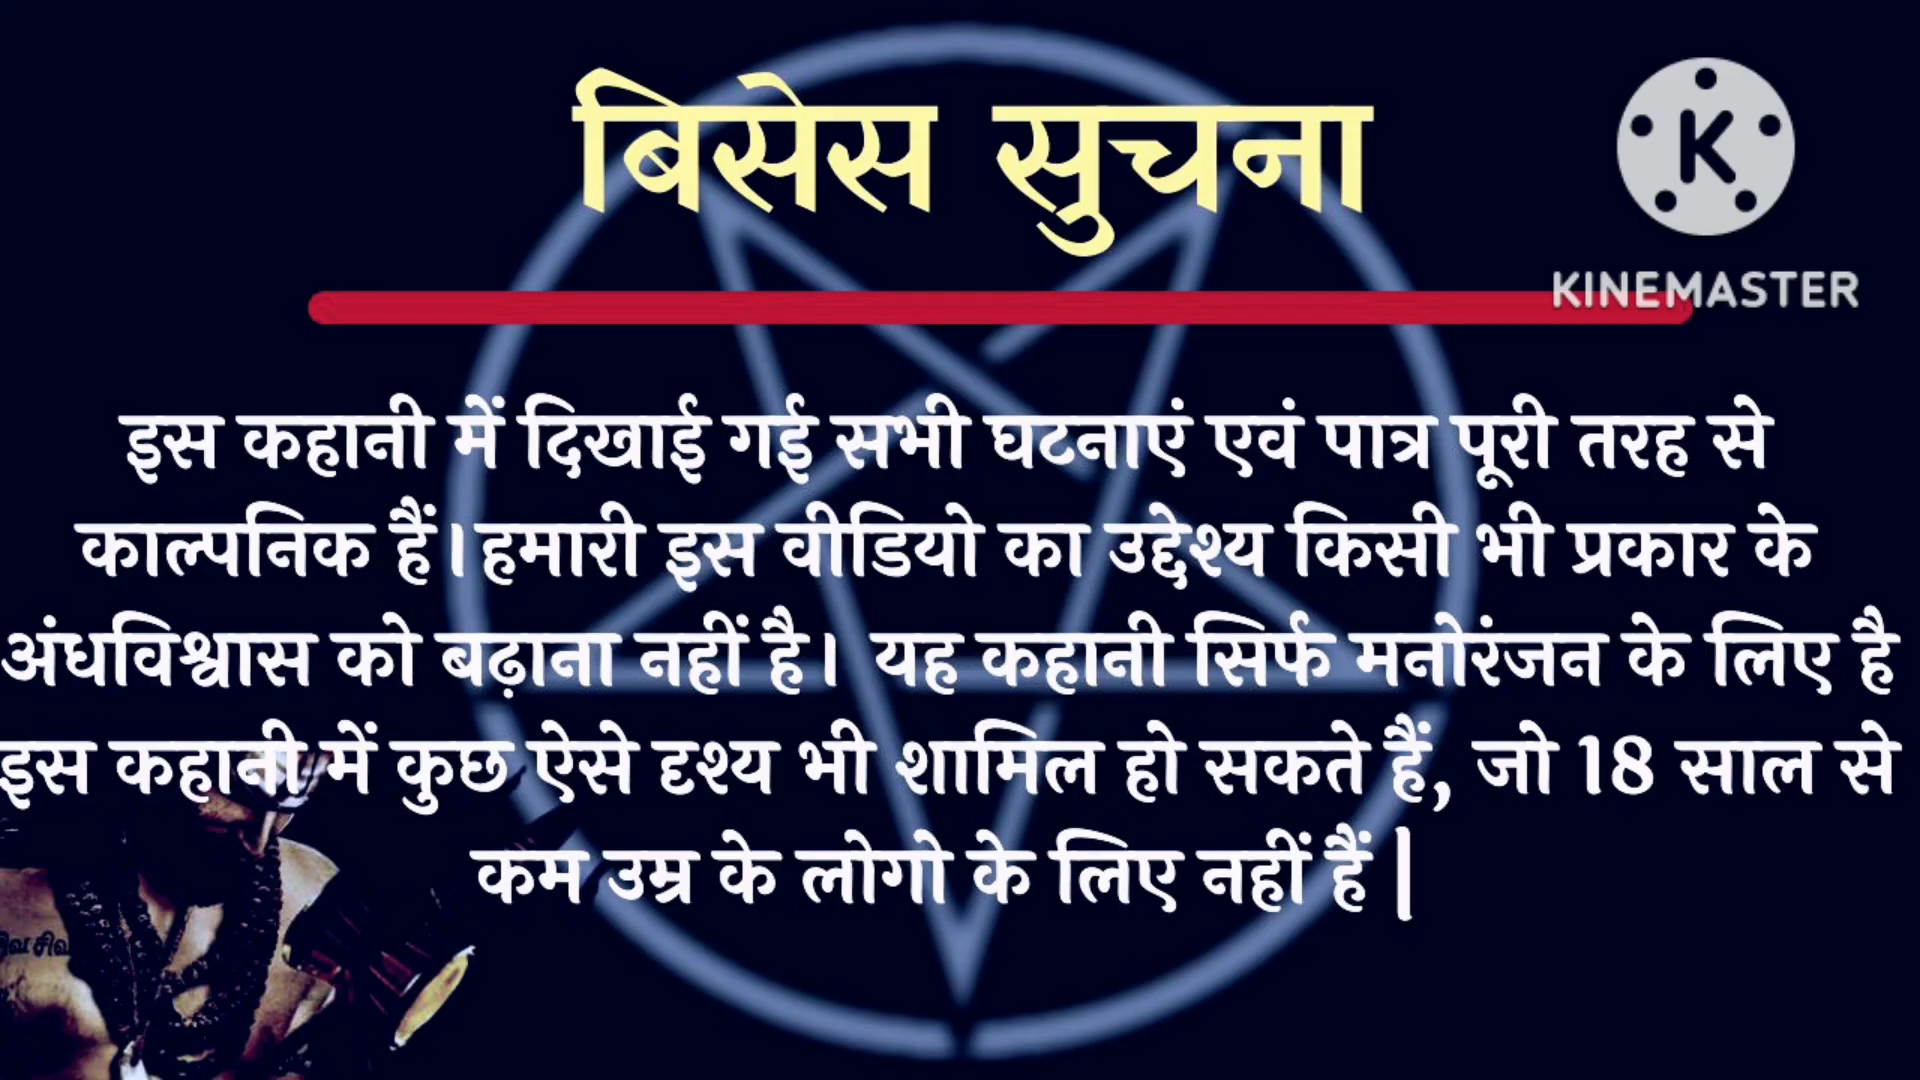 बिसेस सुचना
K
KINEMASTER
इस कहानी में दिखाई गई सभी घटनाएं एवं पात्र पूरी तरह से
काल्पनिक हैं। हमारी इस वीडियो का उद्देश्य किसी भी प्रकार के
अंधविश्वास को बढ़ाना नहीं है। यह कहानी सिर्फ मनोरंजन के लिए है
इस कहानी में कुछ ऐसे दृश्य भी शामिल हो सकते हैं, जो 18 साल से
कम उम्र के लोगो के लिए नहीं हैं |